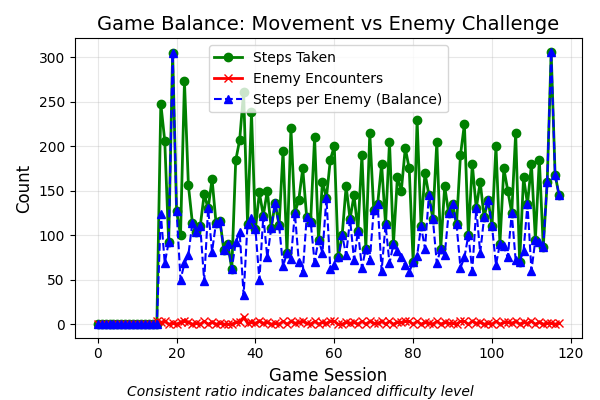 Game Balance: Movement vs Enemy Challenge
Steps Taken
Enemy Encounters
Steps per Enemy (Balance)
Count
300
250
200
150
100
50
0
0 20 40 60 80 100 120
Game Session
Consistent ratio indicates balanced difficulty level